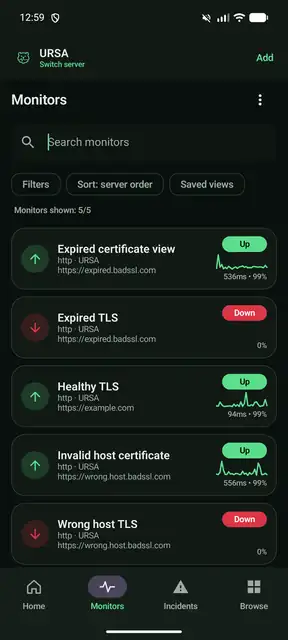 12:59
URSA
Switch server
Add
Monitors
Search monitors
Filters
Sort: server order
Saved views
Monitors shown: 5/5
Expired certificate view
Up
http · URSA
https://expired.badssl.com
536ms • 99%
Expired TLS
Down
http · URSA
https://expired.badssl.com
0%
Healthy TLS
Up
http · URSA
https://example.com
94ms • 99%
Invalid host certificate
Up
http · URSA
https://wrong.host.badssl.com
556ms • 99%
Wrong host TLS
Down
http · URSA
https://wrong.host.badssl.com
0%
Home
Monitors
Incidents
Browse